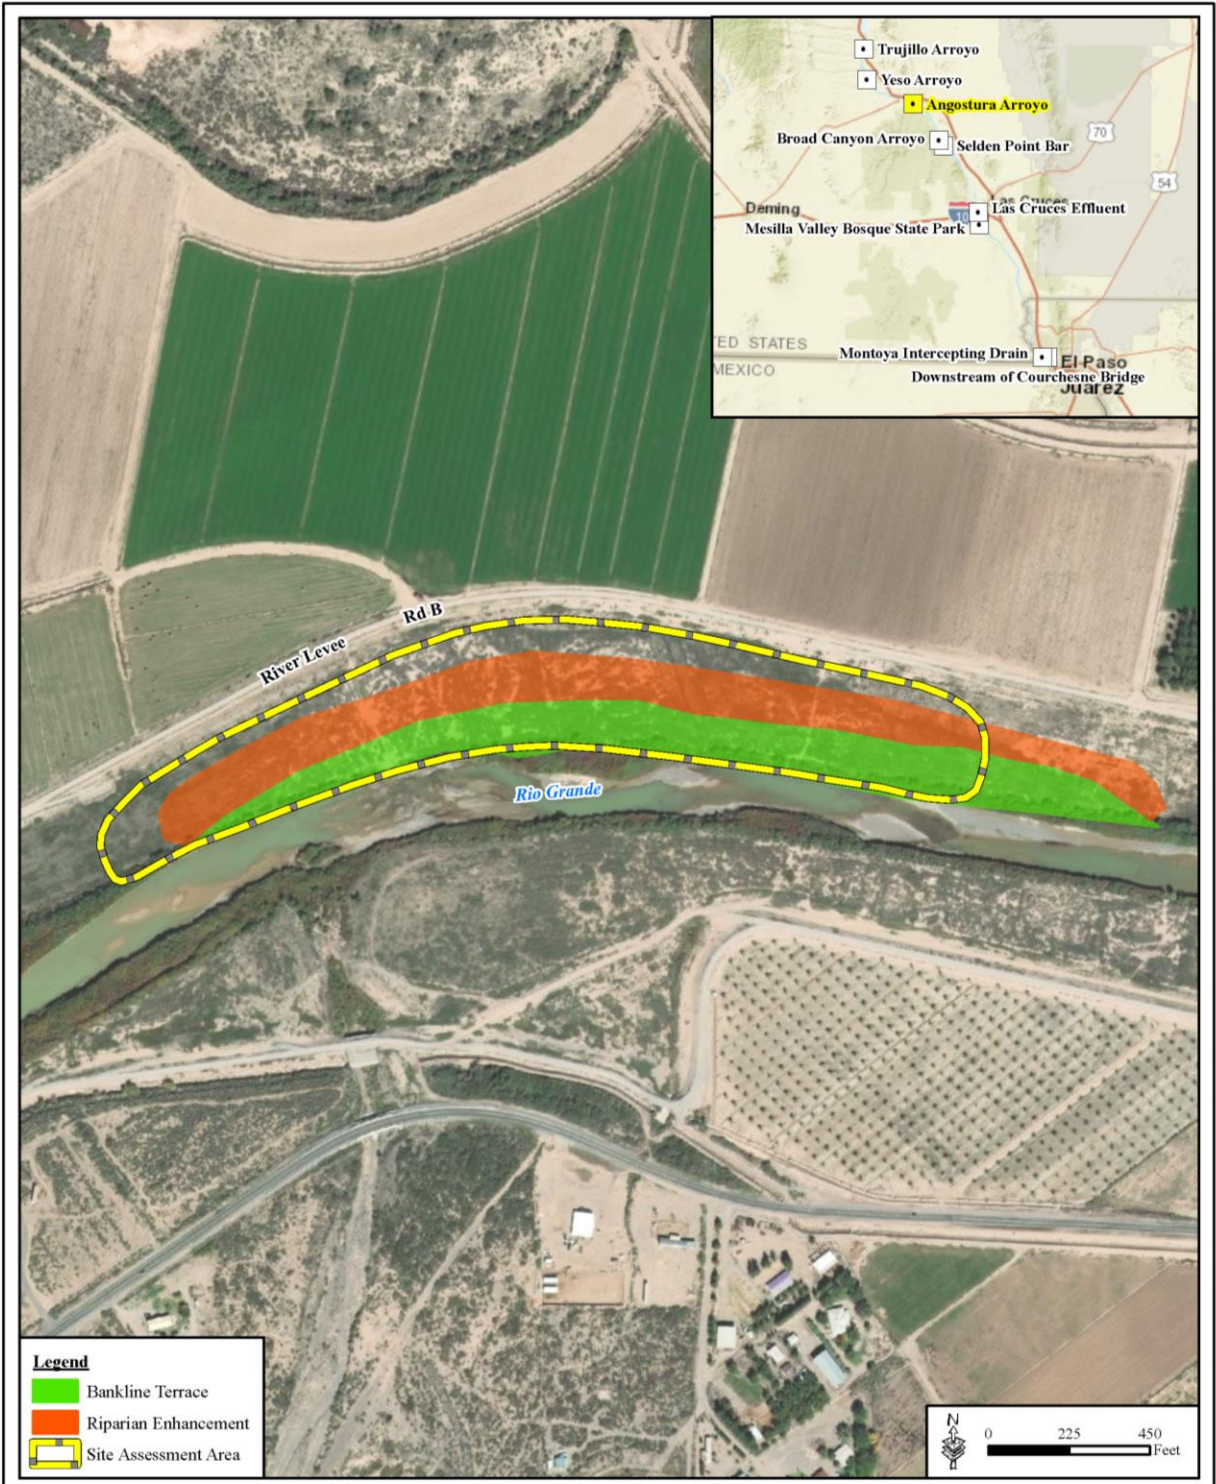 Trujillo Arroyo
Yeso Arroyo
Angostura Arroyo
Broad Canyon Arroyo
Selden Point Bar
70
54
Deming
Las Cruces
10
Las Cruces Effluent
Mesilla Valley Bosque State Park
TED STATES
MEXICO
Montoya Intercepting Drain
El Paso
Downstream of Courchesne Bridge
Juarez
River Levee Rd B
Rio Grande
Legend
Bankline Terrace
Riparian Enhancement
Site Assessment Area
N
0 225 450
Feet